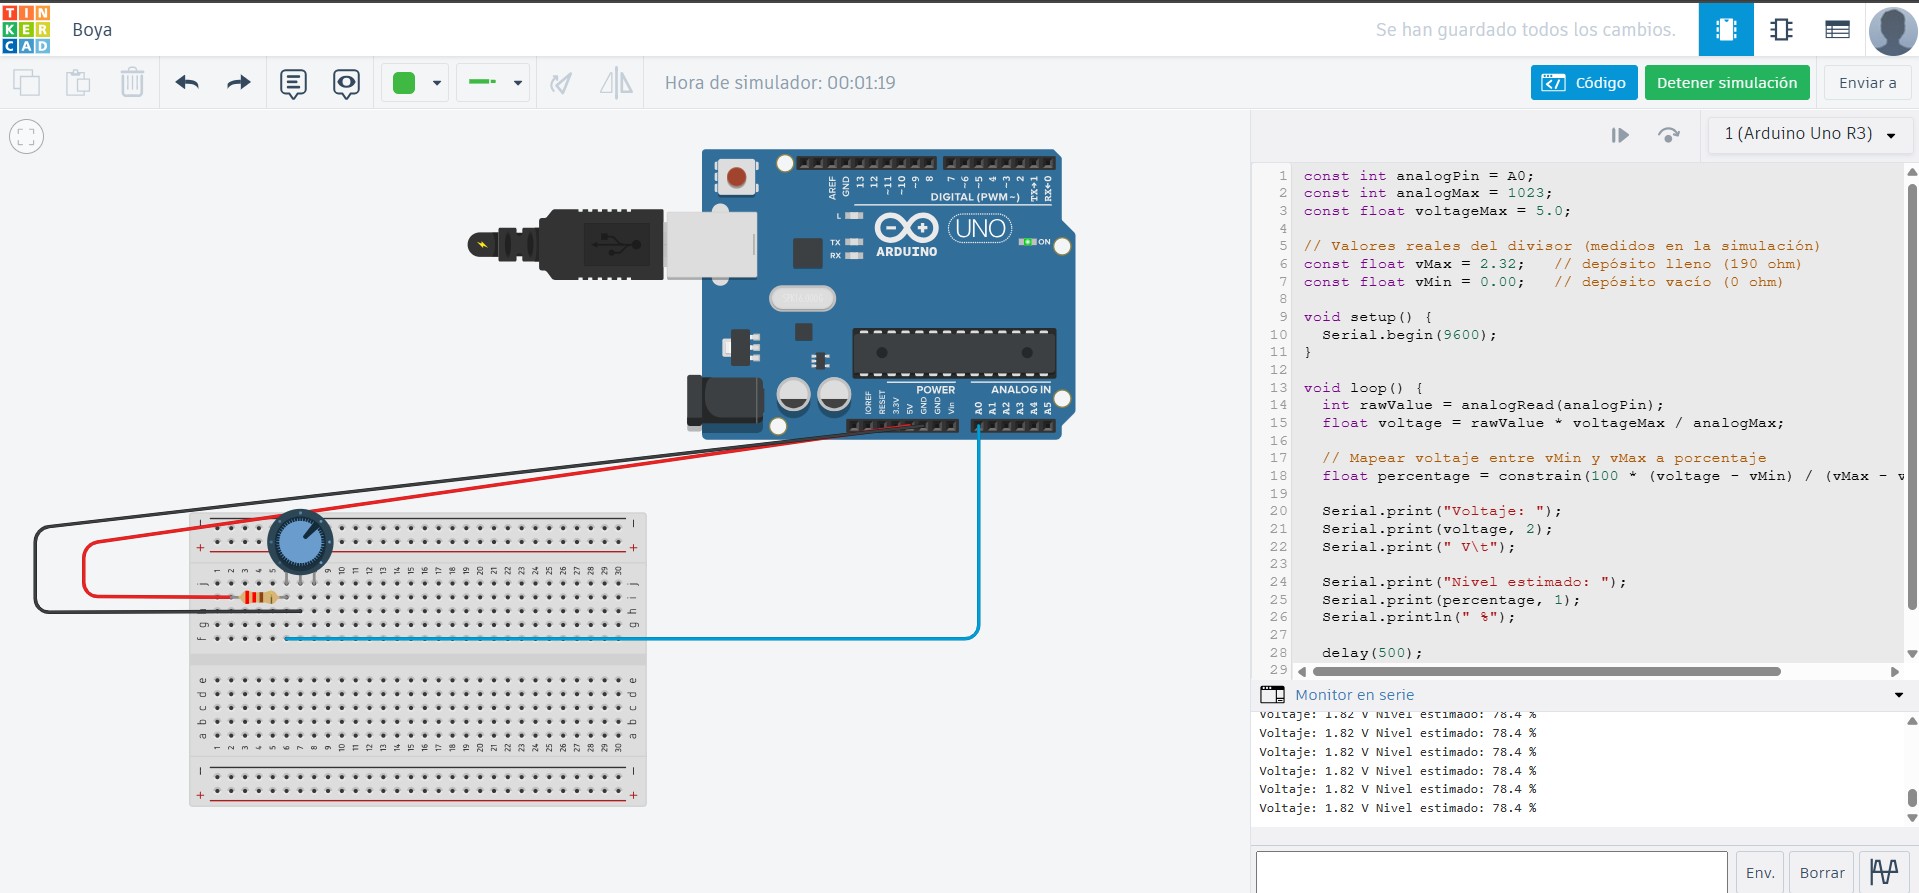 TIN
KER
CAD
Boya
Se han guardado todos los cambios.
Hora de simulador: 00:01:19
Código
Detener simulación
Enviar a
1 (Arduino Uno R3)
AREF
GND
13
12
~11
~10
~9
8
7
~6
~5
4
~3
2
TX→1
RX←0
DIGITAL (PWM~)
L
TX
RX
ARDUINO
UNO
ON
POWER
ANALOG IN
IOREF
RESET
3.3V
5V
GND
GND
Vin
A0
A1
A2
A3
A4
A5
1 const int analogPin = A0;
2 const int analogMax = 1023;
3 const float voltageMax = 5.0;
4
5 // Valores reales del divisor (medidos en la simulación)
6 const float vMax = 2.32;   // depósito lleno (190 ohm)
7 const float vMin = 0.00;   // depósito vacío (0 ohm)
8
9 void setup() {
10   Serial.begin(9600);
11 }
12
13 void loop() {
14   int rawValue = analogRead(analogPin);
15   float voltage = rawValue * voltageMax / analogMax;
16
17   // Mapear voltaje entre vMin y vMax a porcentaje
18   float percentage = constrain(100 * (voltage - vMin) / (vMax - v
19
20   Serial.print("Voltaje: ");
21   Serial.print(voltage, 2);
22   Serial.print(" V\t");
23
24   Serial.print("Nivel estimado: ");
25   Serial.print(percentage, 1);
26   Serial.println(" %");
27
28   delay(500);
29
Monitor en serie
Voltaje: 1.82 V Nivel estimado: 78.4 %
Voltaje: 1.82 V Nivel estimado: 78.4 %
Voltaje: 1.82 V Nivel estimado: 78.4 %
Voltaje: 1.82 V Nivel estimado: 78.4 %
Voltaje: 1.82 V Nivel estimado: 78.4 %
Voltaje: 1.82 V Nivel estimado: 78.4 %
Env.
Borrar